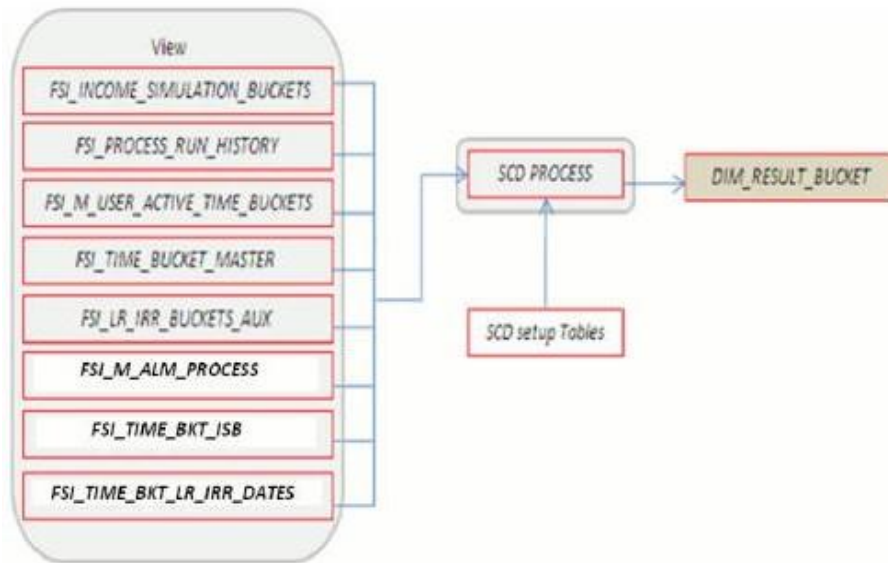 View
FSI_INCOME_SIMULATION_BUCKETS
FSI_PROCESS_RUN_HISTORY
FSI_M_USER_ACTIVE_TIME_BUCKETS
FSI_TIME_BUCKET_MASTER
FSI_LR_IRR_BUCKETS_AUX
FSI_M_ALM_PROCESS
FSI_TIME_BKT_ISB
FSI_TIME_BKT_LR_IRR_DATES
SCD PROCESS
SCD setup Tables
DIM_RESULT_BUCKET